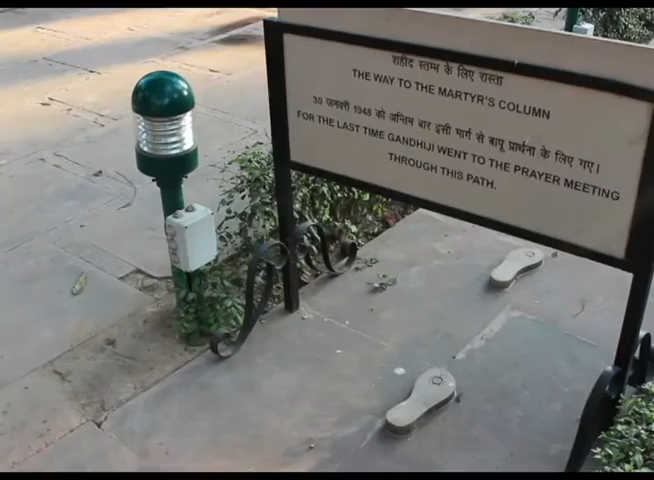 शहीद स्तम्भ के लिए रास्ता
THE WAY TO THE MARTYR'S COLUMN
30 जनवरी 1948 को अन्तिम बार इसी मार्ग से बापू प्रार्थना के लिए गए।
FOR THE LAST TIME GANDHIJI WENT TO THE PRAYER MEETING
THROUGH THIS PATH.